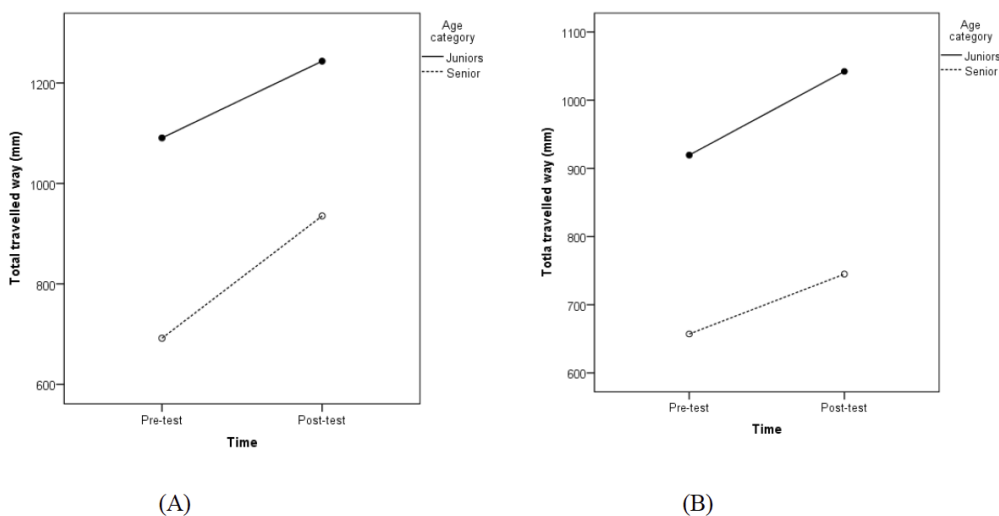 Age
category
Juniors
Senior
1200
1000
800
600
Total travelled way (mm)
Pre-test
Post-test
Time
(A)
Age
category
Juniors
Senior
1100
1000
900
800
700
600
Totla travelled way (mm)
Pre-test
Post-test
Time
(B)